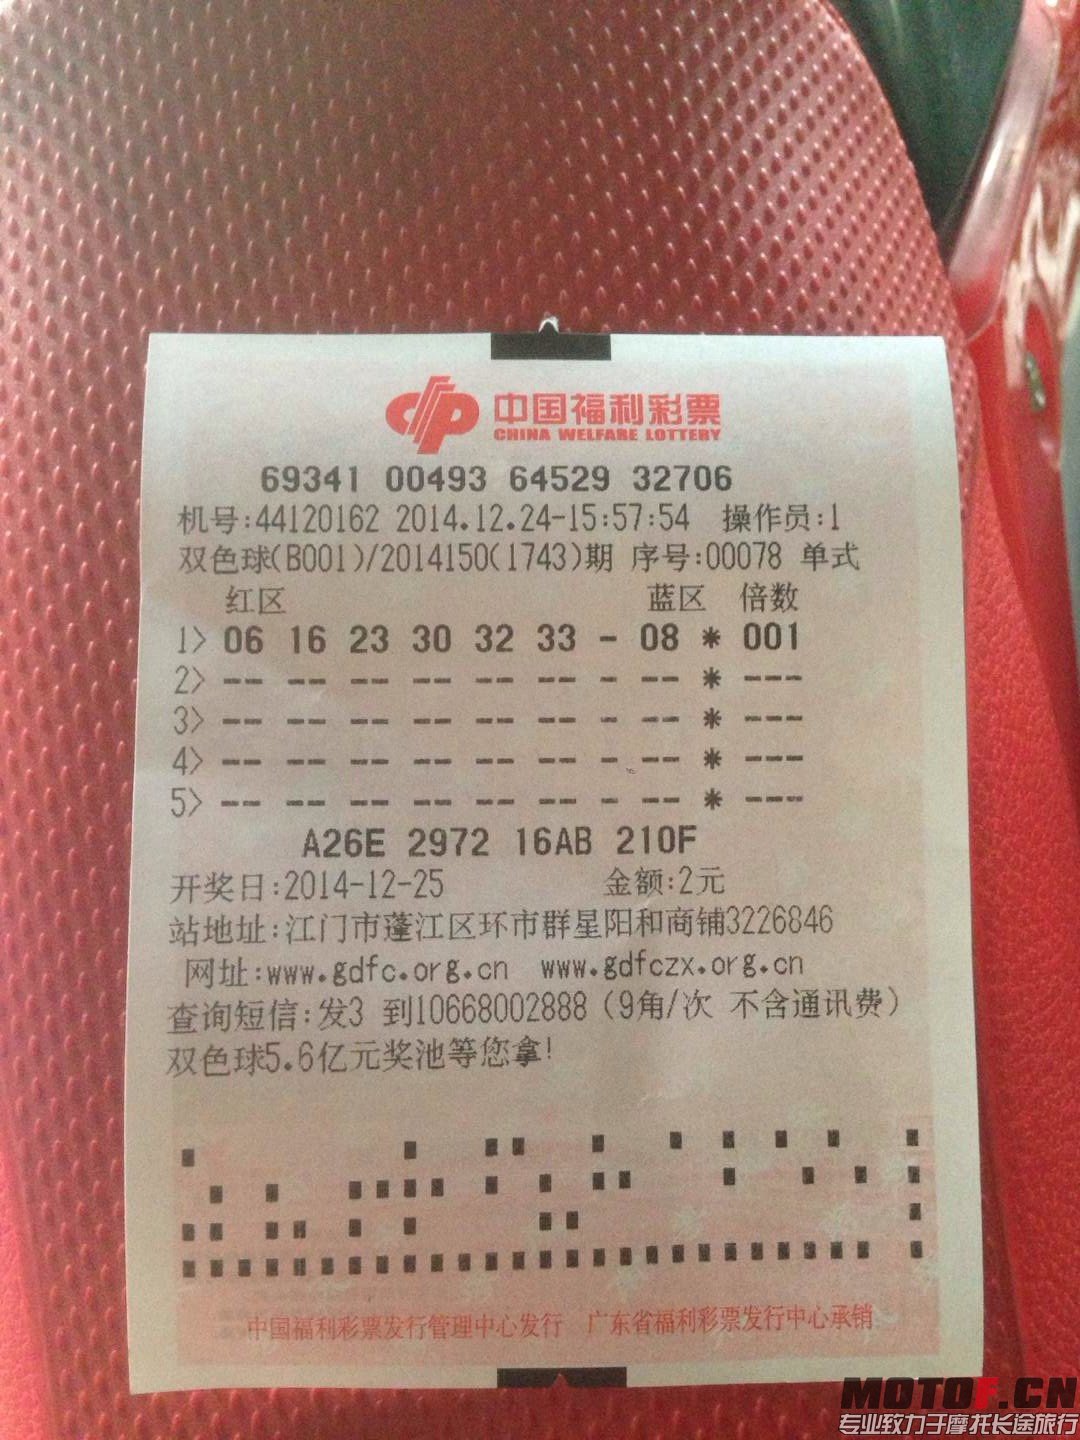 中国福利彩票
CHINA WELFARE LOTTERY
69341 00493 64529 32706
机号:44120162 2014.12.24-15:57:54 操作员:1
双色球(B001)/2014150(1743)期 序号:00078 单式
红区 蓝区 倍数
1> 06 16 23 30 32 33 - 08 * 001
2> -- -- -- -- -- -- - -- * ---
3> -- -- -- -- -- -- - -- * ---
4> -- -- -- -- -- -- - -- * ---
5> -- -- -- -- -- -- - -- * ---
A26E 2972 16AB 210F
开奖日:2014-12-25 金额:2元
站地址:江门市蓬江区环市群星阳和商铺3226846
网址:www.gdfc.org.cn www.gdfczx.org.cn
查询短信:发3 到10668002888（9角/次 不含通讯费）
双色球5.6亿元奖池等您拿!
中国福利彩票发行管理中心发行 广东省福利彩票发行中心承销
MOTOF.CN
专业致力于摩托长途旅行